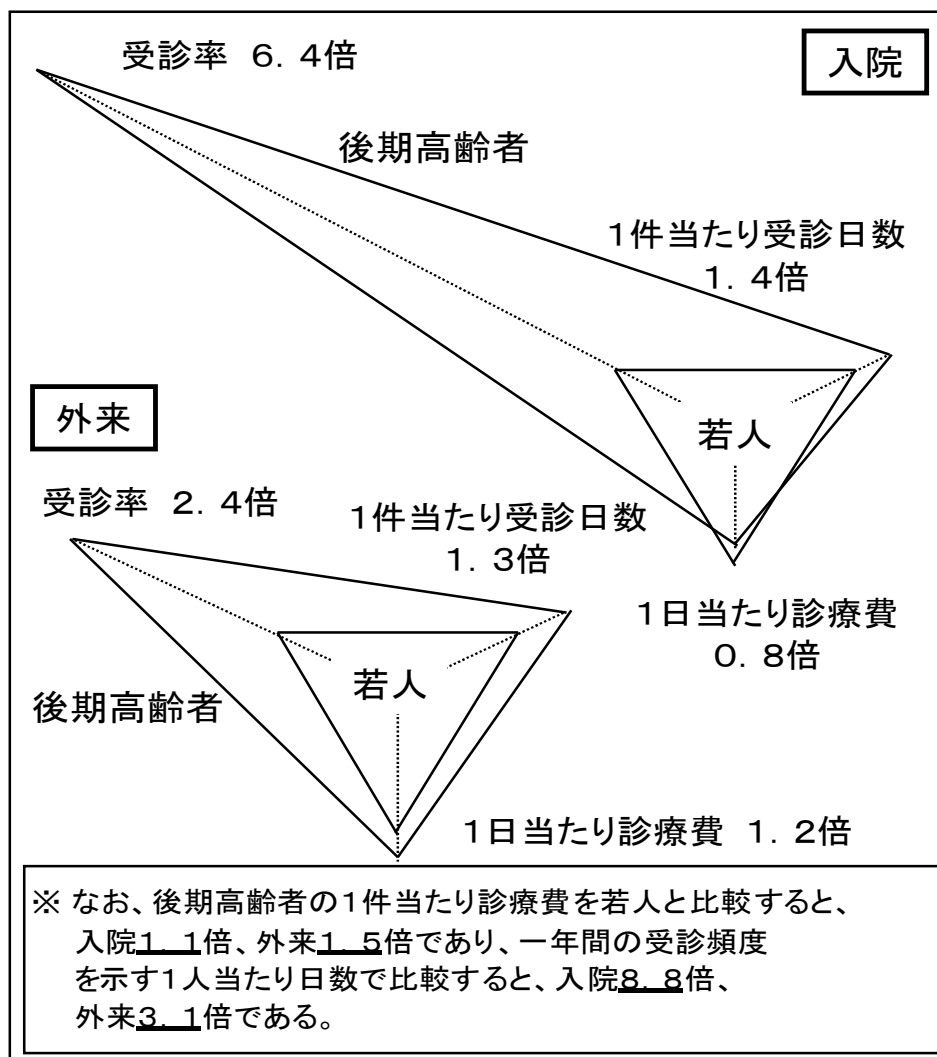 受診率 ６．４倍
入院
後期高齢者
１件当たり受診日数
１．４倍
若人
１日当たり診療費
０．８倍
外来
受診率 ２．４倍
１件当たり受診日数
１．３倍
若人
後期高齢者
１日当たり診療費 １．２倍
※ なお、後期高齢者の１件当たり診療費を若人と比較すると、
入院１．１倍、外来１．５倍であり、一年間の受診頻度
を示す１人当たり日数で比較すると、入院８．８倍、
外来３．１倍である。